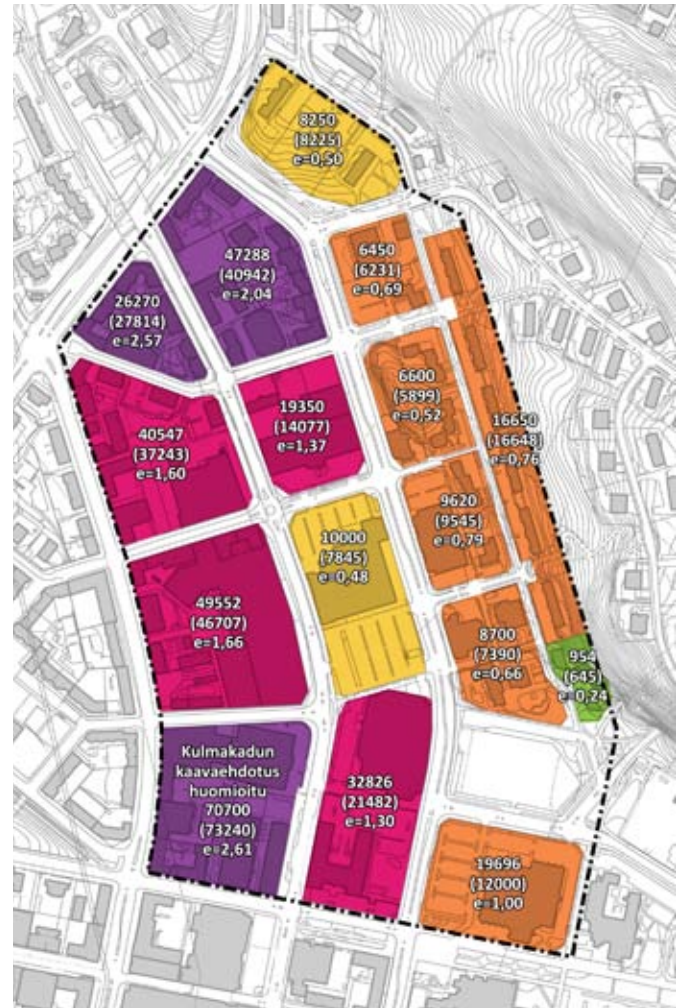 8250
(8225)
e=0,50
47288
(40942)
e=2,04
6450
(6231)
e=0,69
26270
(27814)
e=2,57
6600
(5899)
e=0,52
19350
(14077)
e=1,37
16650
(16648)
e=0,76
40547
(37243)
e=1,60
9620
(9545)
e=0,79
10000
(7845)
e=0,48
49552
(46707)
e=1,66
8700
(7390)
e=0,66
954
(645)
e=0,24
Kulmakadun
kaavaehdotus
huomioitu
70700
(73240)
e=2,61
32826
(21482)
e=1,30
19696
(12000)
e=1,00